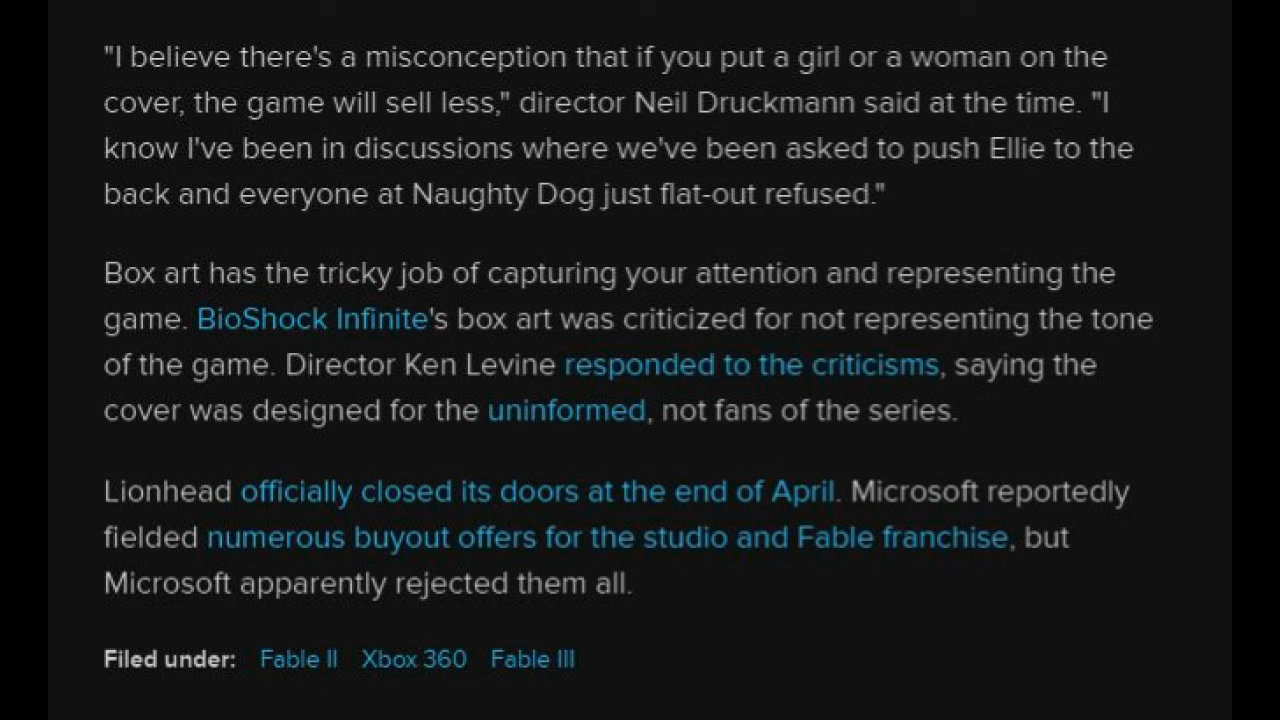 "I believe there's a misconception that if you put a girl or a woman on the
cover, the game will sell less," director Neil Druckmann said at the time. "I
know I've been in discussions where we've been asked to push Ellie to the
back and everyone at Naughty Dog just flat-out refused."
Box art has the tricky job of capturing your attention and representing the
game. BioShock Infinite's box art was criticized for not representing the tone
of the game. Director Ken Levine responded to the criticisms, saying the
cover was designed for the uninformed, not fans of the series.
Lionhead officially closed its doors at the end of April. Microsoft reportedly
fielded numerous buyout offers for the studio and Fable franchise, but
Microsoft apparently rejected them all.
Filed under: Fable II Xbox 360 Fable III